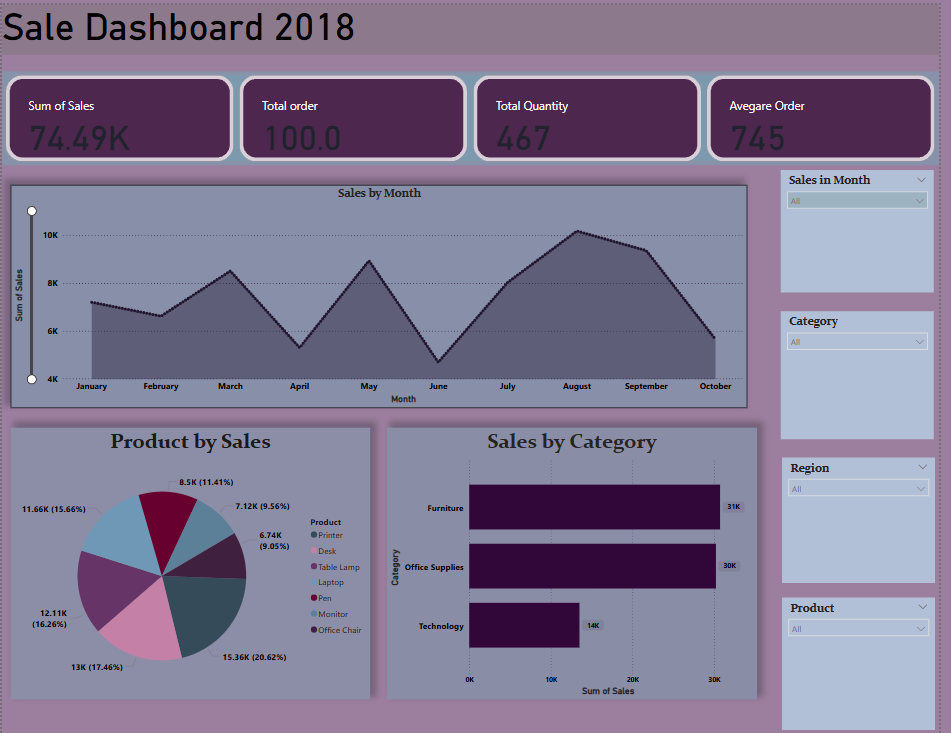 Sale Dashboard 2018
Sum of Sales
74.49K
Total order
100.0
Total Quantity
467
Avegare Order
745
Sales by Month
Sum of Sales
10K
8K
6K
4K
January February March April May June July August September October
Month
Sales in Month
All
Category
All
Region
All
Product
All
Product by Sales
8.5K (11.41%)
7.12K (9.56%)
6.74K
(9.05%)
15.36K (20.62%)
13K (17.46%)
12.11K
(16.26%)
11.66K (15.66%)
Product
Printer
Desk
Table Lamp
Laptop
Pen
Monitor
Office Chair
Sales by Category
Category
Furniture 31K
Office Supplies 30K
Technology 14K
0K 10K 20K 30K
Sum of Sales